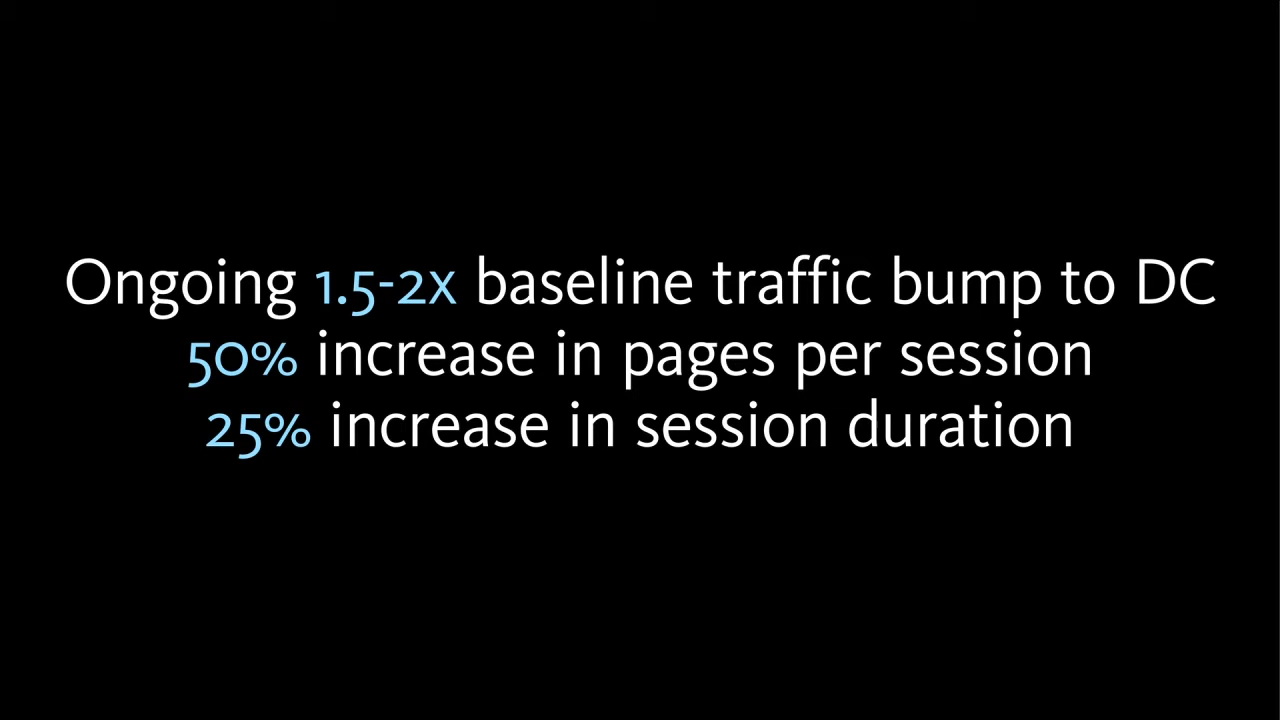 Ongoing 1.5-2x baseline traffic bump to DC
50% increase in pages per session
25% increase in session duration